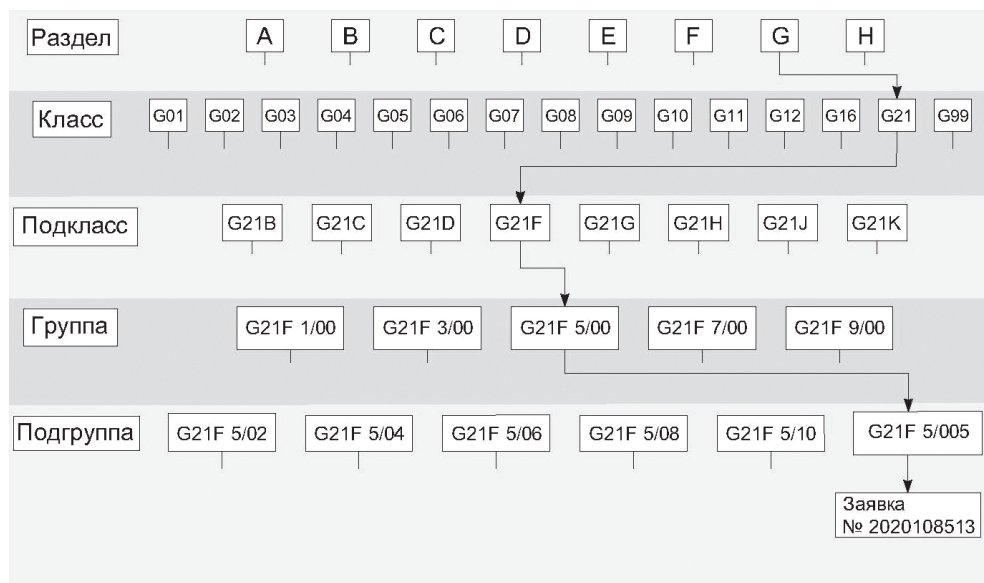 Раздел A B C D E F G H
Класс G01 G02 G03 G04 G05 G06 G07 G08 G09 G10 G11 G12 G16 G21 G99
Подкласс G21B G21C G21D G21F G21G G21H G21J G21K
Группа G21F 1/00 G21F 3/00 G21F 5/00 G21F 7/00 G21F 9/00
Подгруппа G21F 5/02 G21F 5/04 G21F 5/06 G21F 5/08 G21F 5/10 G21F 5/005
Заявка
№ 2020108513